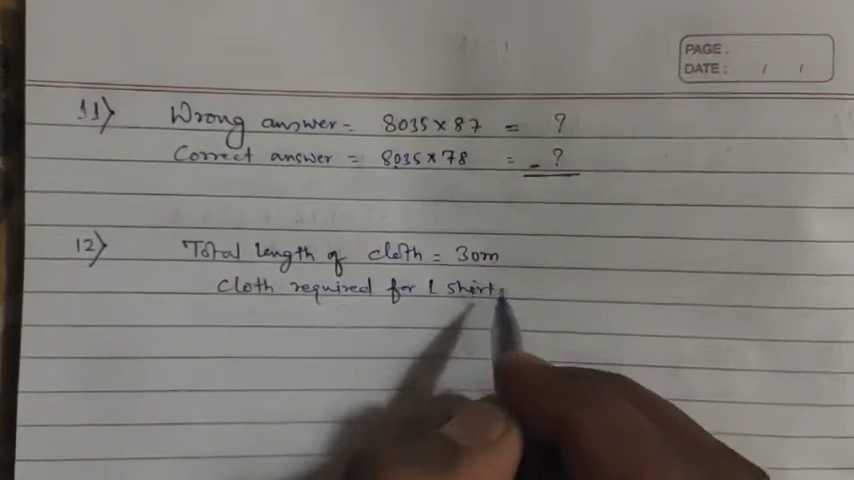 PAGE :
DATE : / /
11) Wrong answer = 8035 × 87 = ?
Correct answer = 8035 × 78 = - ?
12) Total length of cloth = 30m
Cloth required for 1 shirt